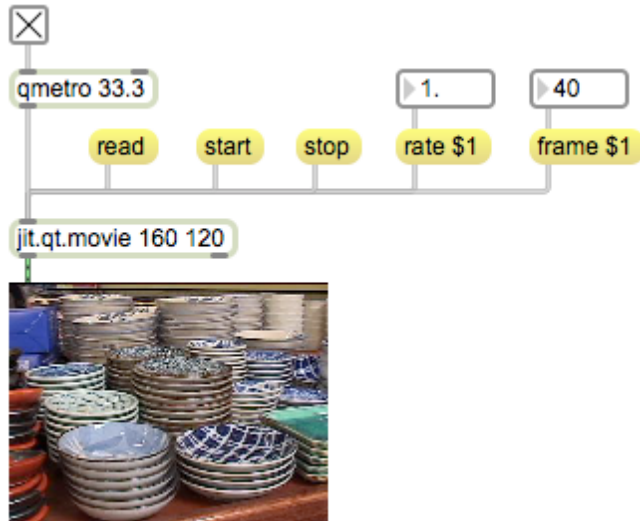 qmetro 33.3
1.
40
read
start
stop
rate $1
frame $1
jit.qt.movie 160 120